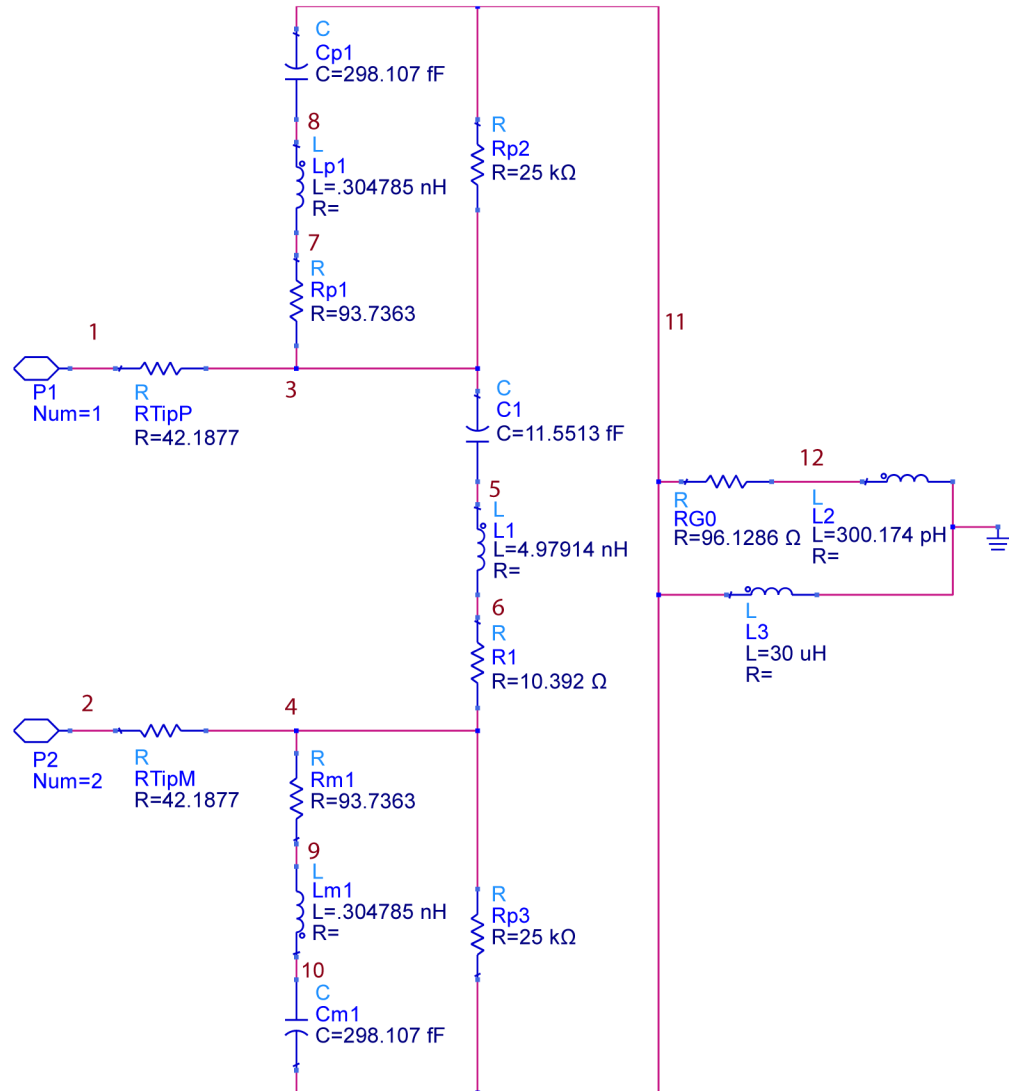 C
Cp1
C=298.107 fF
8
L
Lp1
L=.304785 nH
R=
7
R
Rp1
R=93.7363
R
Rp2
R=25 kΩ
1
P1
Num=1
R
RTipP
R=42.1877
3
C
C1
C=11.5513 fF
5
L
L1
L=4.97914 nH
R=
6
R
R1
R=10.392 Ω
11
R
RG0
R=96.1286 Ω
12
L
L2
L=300.174 pH
R=
L
L3
L=30 uH
R=
2
P2
Num=2
R
RTipM
R=42.1877
4
R
Rm1
R=93.7363
9
L
Lm1
L=.304785 nH
R=
10
C
Cm1
C=298.107 fF
R
Rp3
R=25 kΩ